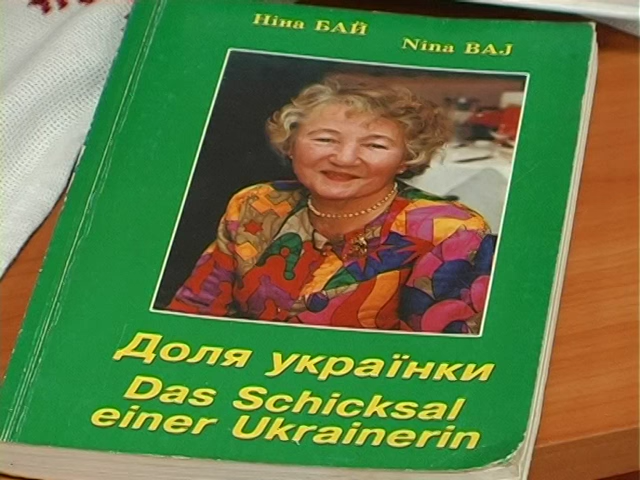 Ніна БАЙ
Nina BAJ
Доля українки
Das Schicksal
einer Ukrainerin